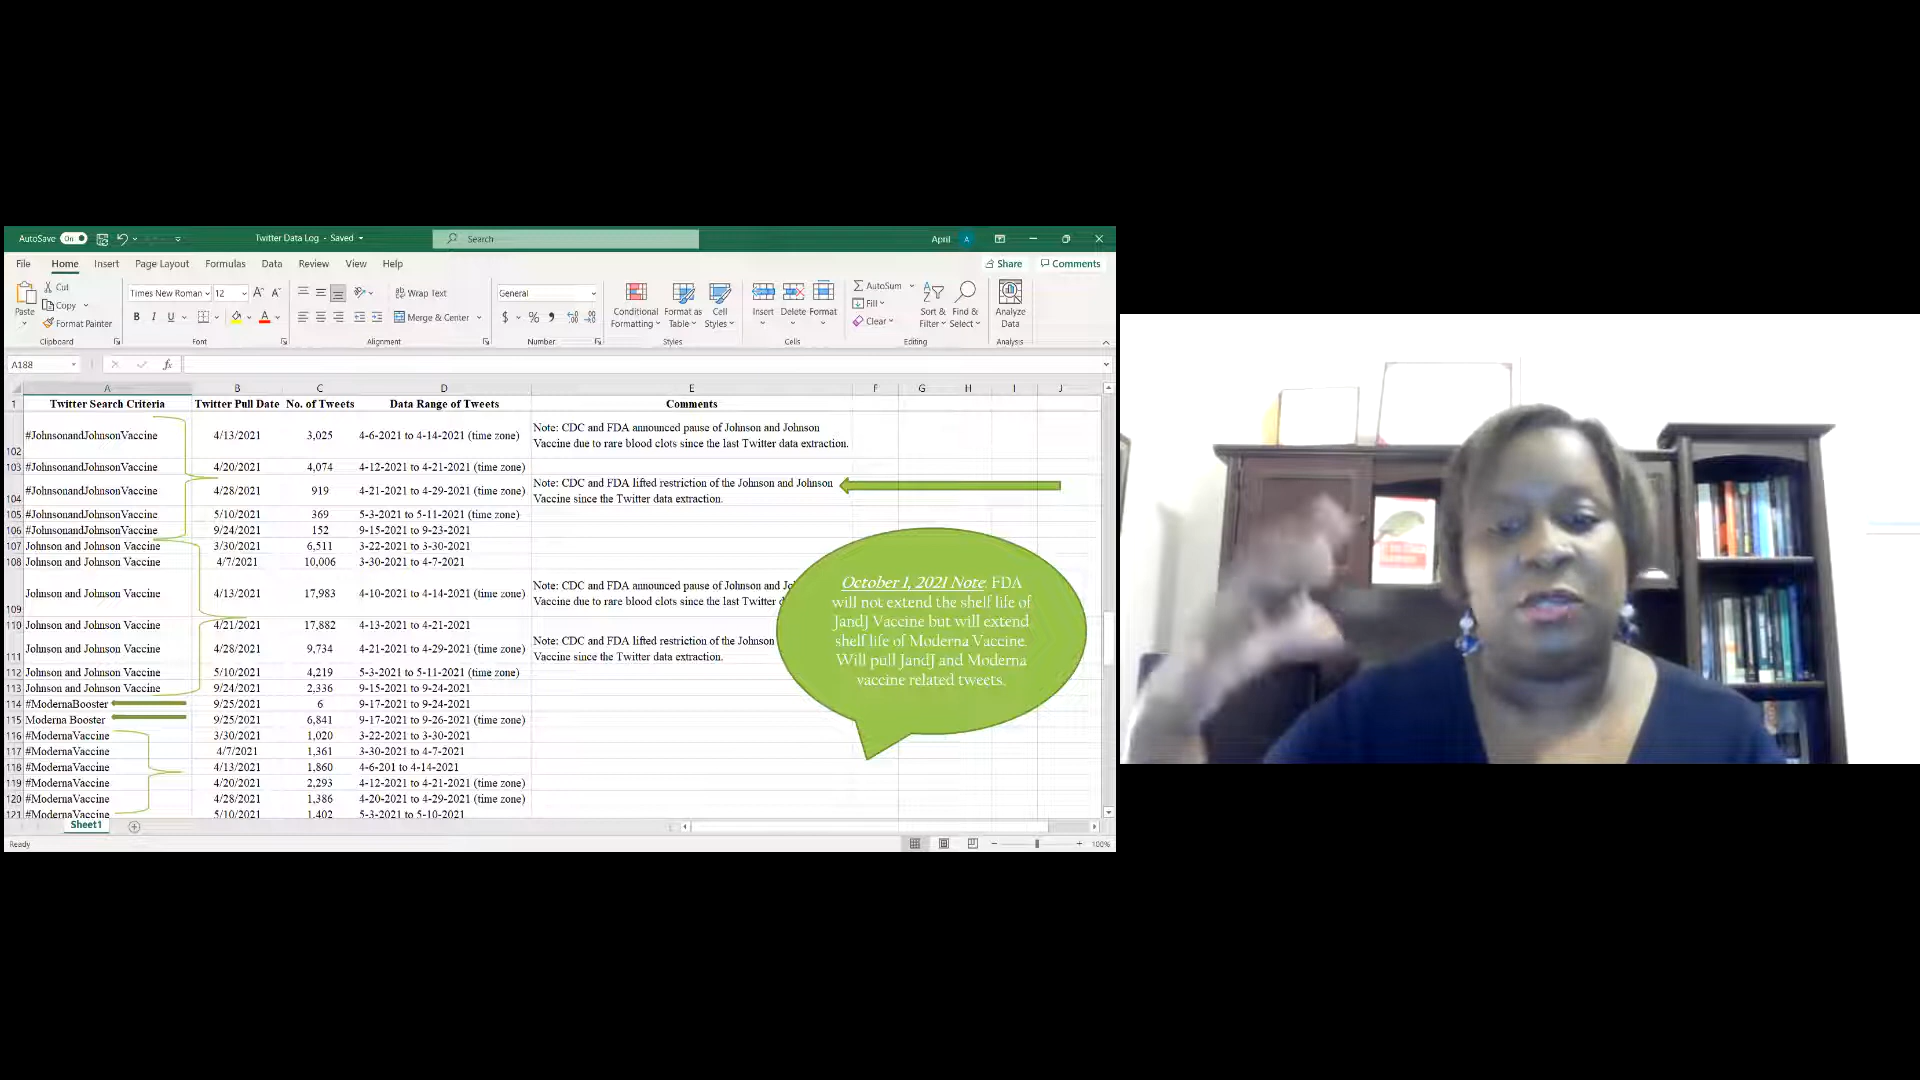 AutoSave On Twitter Data Log - Saved Search April A
File Home Insert Page Layout Formulas Data Review View Help Share Comments
Cut
Copy
Format Painter
Paste
Clipboard
Times New Roman 12
B I U
Font
Wrap Text
Merge & Center
Alignment
General
$ % 9
Number
Conditional Formatting
Format as Table
Cell Styles
Styles
Insert Delete Format
Cells
AutoSum
Fill
Clear
Sort & Filter
Find & Select
Editing
Analyze Data
Analysis
A188 fx
A B C D E F G H I J
1 Twitter Search Criteria Twitter Pull Date No. of Tweets Data Range of Tweets Comments
102 #JohnsonandJohnsonVaccine 4/13/2021 3,025 4-6-2021 to 4-14-2021 (time zone) Note: CDC and FDA announced pause of Johnson and Johnson
Vaccine due to rare blood clots since the last Twitter data extraction.
103 #JohnsonandJohnsonVaccine 4/20/2021 4,074 4-12-2021 to 4-21-2021 (time zone)
104 #JohnsonandJohnsonVaccine 4/28/2021 919 4-21-2021 to 4-29-2021 (time zone) Note: CDC and FDA lifted restriction of the Johnson and Johnson
Vaccine since the Twitter data extraction.
105 #JohnsonandJohnsonVaccine 5/10/2021 369 5-3-2021 to 5-11-2021 (time zone)
106 #JohnsonandJohnsonVaccine 9/24/2021 152 9-15-2021 to 9-23-2021
107 Johnson and Johnson Vaccine 3/30/2021 6,511 3-22-2021 to 3-30-2021
108 Johnson and Johnson Vaccine 4/7/2021 10,006 3-30-2021 to 4-7-2021
109 Johnson and Johnson Vaccine 4/13/2021 17,983 4-10-2021 to 4-14-2021 (time zone) Note: CDC and FDA announced pause of Johnson and Jo
Vaccine due to rare blood clots since the last Twitter d
110 Johnson and Johnson Vaccine 4/21/2021 17,882 4-13-2021 to 4-21-2021
111 Johnson and Johnson Vaccine 4/28/2021 9,734 4-21-2021 to 4-29-2021 (time zone) Note: CDC and FDA lifted restriction of the Johnson
Vaccine since the Twitter data extraction.
112 Johnson and Johnson Vaccine 5/10/2021 4,219 5-3-2021 to 5-11-2021 (time zone)
113 Johnson and Johnson Vaccine 9/24/2021 2,336 9-15-2021 to 9-24-2021
114 #ModernaBooster 9/25/2021 6 9-17-2021 to 9-24-2021
115 Moderna Booster 9/25/2021 6,841 9-17-2021 to 9-26-2021 (time zone)
116 #ModernaVaccine 3/30/2021 1,020 3-22-2021 to 3-30-2021
117 #ModernaVaccine 4/7/2021 1,361 3-30-2021 to 4-7-2021
118 #ModernaVaccine 4/13/2021 1,860 4-6-201 to 4-14-2021
119 #ModernaVaccine 4/20/2021 2,293 4-12-2021 to 4-21-2021 (time zone)
120 #ModernaVaccine 4/28/2021 1,386 4-20-2021 to 4-29-2021 (time zone)
121 #ModernaVaccine 5/10/2021 1,402 5-3-2021 to 5-10-2021
October 1, 2021 Note: FDA
will not extend the shelf life of
JandJ Vaccine but will extend
shelf life of Moderna Vaccine.
Will pull JandJ and Moderna
vaccine related tweets.
Sheet1
Ready 100%